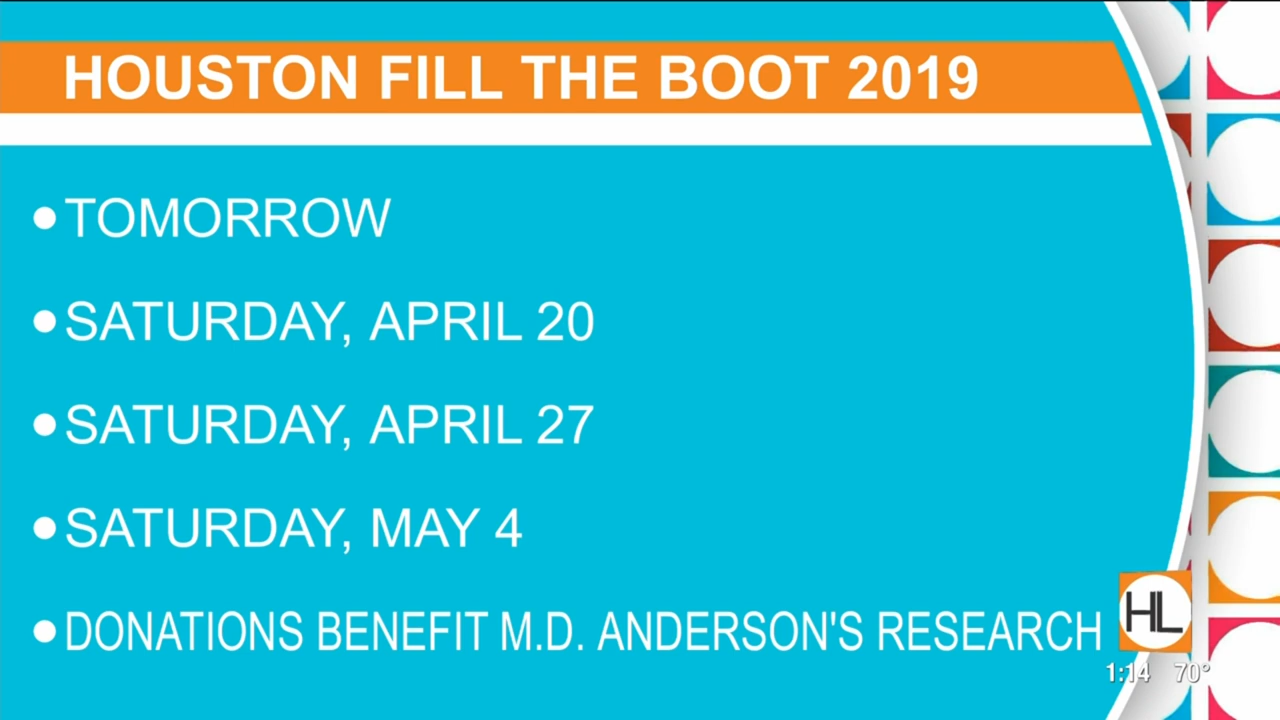 HOUSTON FILL THE BOOT 2019
•TOMORROW
•SATURDAY, APRIL 20
•SATURDAY, APRIL 27
•SATURDAY, MAY 4
•DONATIONS BENEFIT M.D. ANDERSON'S RESEARCH
HL
1:14 70°